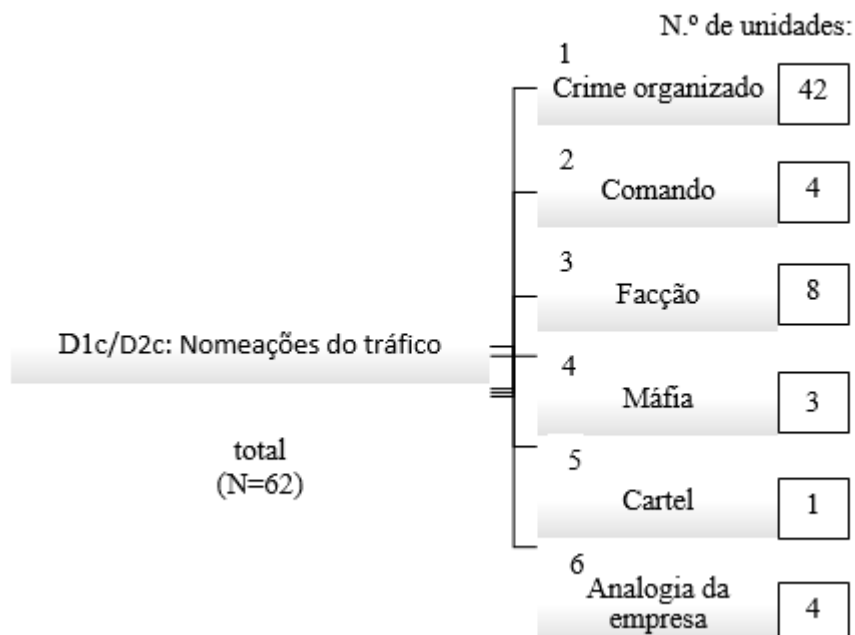 N.º de unidades:
1
Crime organizado 42
2
Comando 4
3
Facção 8
D1c/D2c: Nomeações do tráfico
4
Máfia 3
total
(N=62)
5
Cartel 1
6
Analogia da
empresa 4